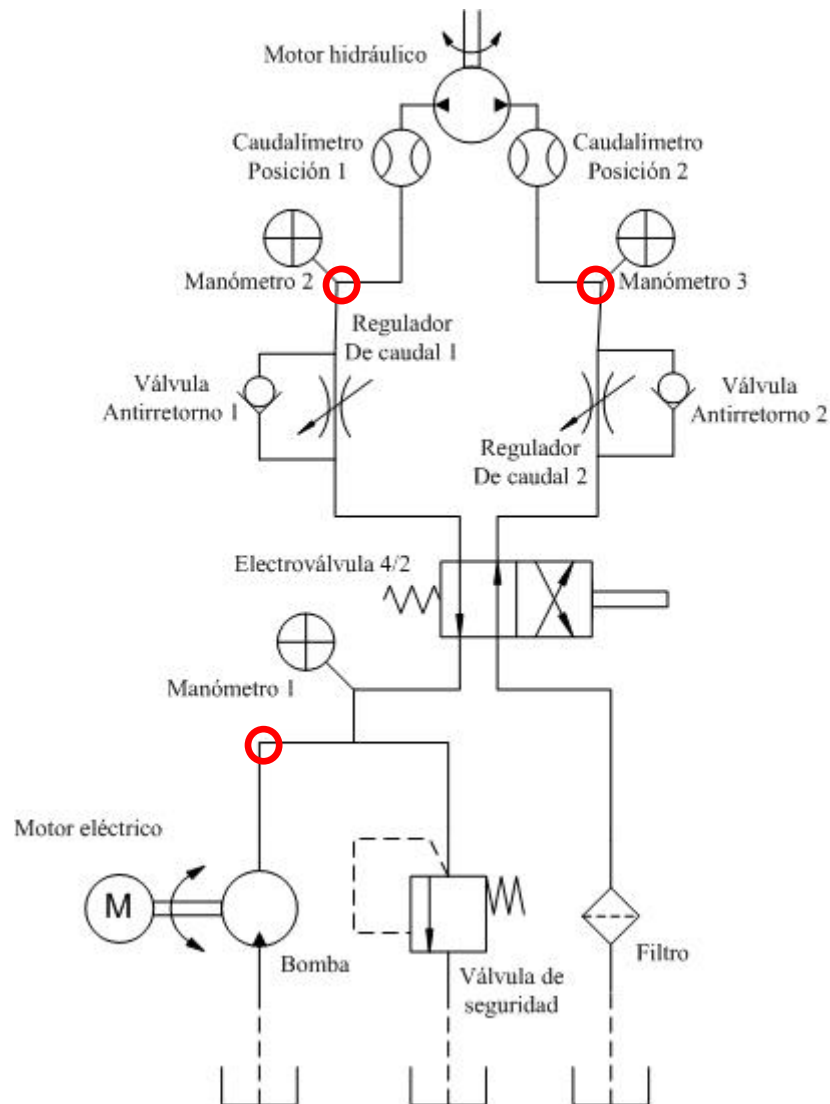 Motor hidráulico
Caudalímetro
Posición 1
Caudalímetro
Posición 2
Manómetro 2
Manómetro 3
Regulador
De caudal 1
Válvula
Antirretorno 1
Válvula
Antirretorno 2
Regulador
De caudal 2
Electroválvula 4/2
Manómetro 1
Motor eléctrico
M
Bomba
Válvula de
seguridad
Filtro